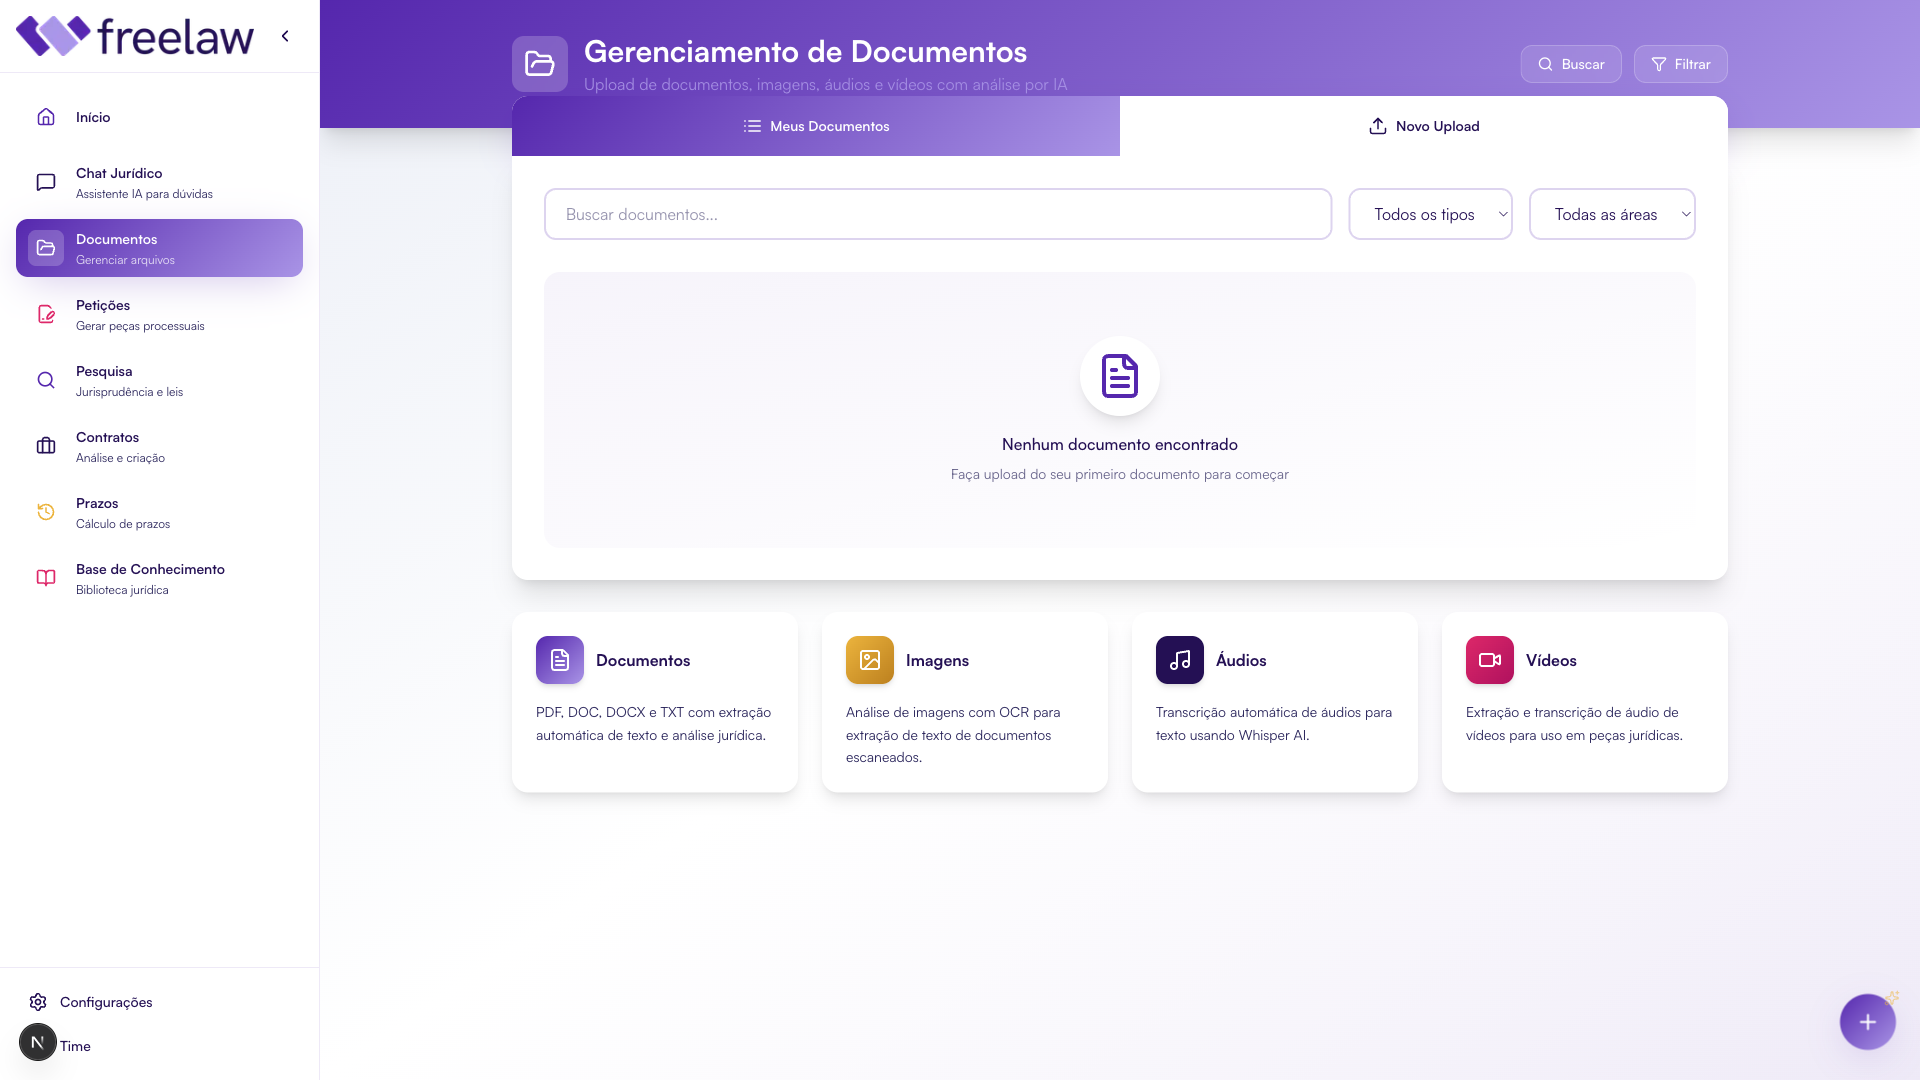 freelaw
Início
Chat Jurídico
Assistente IA para dúvidas
Documentos
Gerenciar arquivos
Petições
Gerar peças processuais
Pesquisa
Jurisprudência e leis
Contratos
Análise e criação
Prazos
Cálculo de prazos
Base de Conhecimento
Biblioteca jurídica
Configurações
N
Time
Gerenciamento de Documentos
Upload de documentos, imagens, áudios e vídeos com análise por IA
Buscar
Filtrar
Meus Documentos
Novo Upload
Buscar documentos...
Todos os tipos
Todas as áreas
Nenhum documento encontrado
Faça upload do seu primeiro documento para começar
Documentos
PDF, DOC, DOCX e TXT com extração
automática de texto e análise jurídica.
Imagens
Análise de imagens com OCR para
extração de texto de documentos
escaneados.
Áudios
Transcrição automática de áudios para
texto usando Whisper AI.
Vídeos
Extração e transcrição de áudio de
vídeos para uso em peças jurídicas.